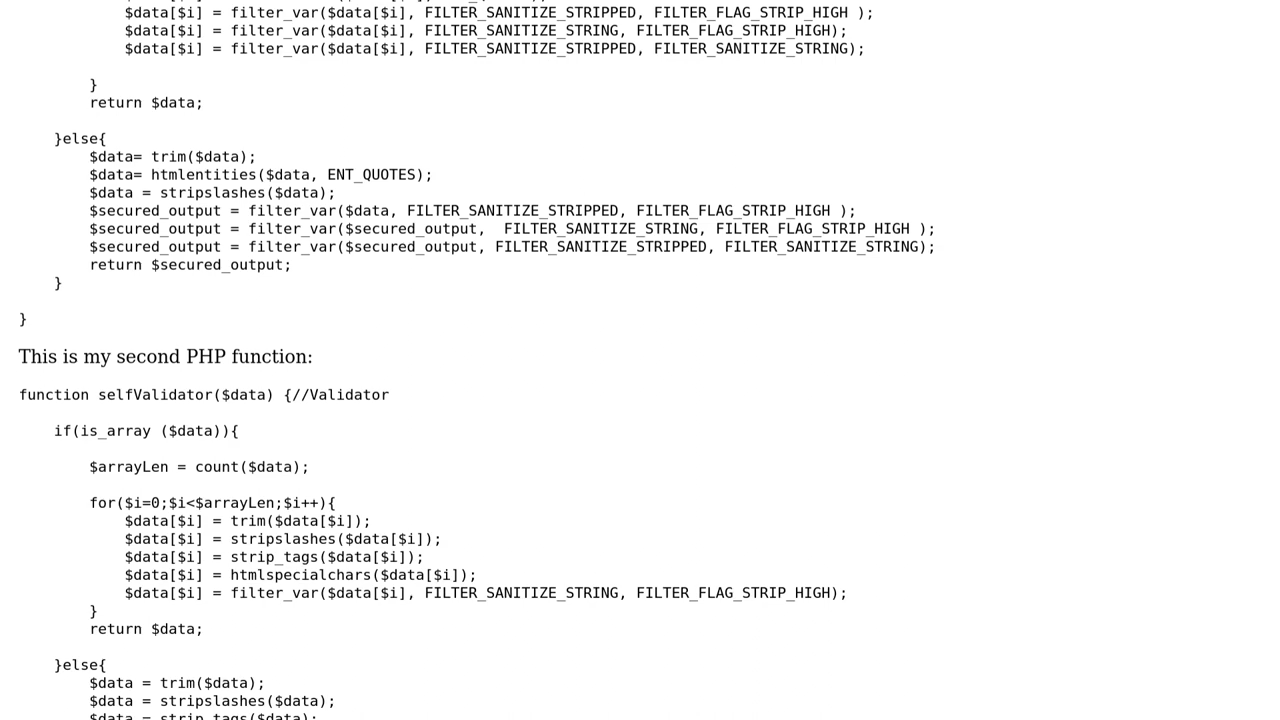 $data[$i] = filter_var($data[$i], FILTER_SANITIZE_STRIPPED, FILTER_FLAG_STRIP_HIGH );
$data[$i] = filter_var($data[$i], FILTER_SANITIZE_STRING, FILTER_FLAG_STRIP_HIGH);
$data[$i] = filter_var($data[$i], FILTER_SANITIZE_STRIPPED, FILTER_SANITIZE_STRING);
}
return $data;
}else{
$data= trim($data);
$data= htmlentities($data, ENT_QUOTES);
$data = stripslashes($data);
$secured_output = filter_var($data, FILTER_SANITIZE_STRIPPED, FILTER_FLAG_STRIP_HIGH );
$secured_output = filter_var($secured_output,  FILTER_SANITIZE_STRING, FILTER_FLAG_STRIP_HIGH );
$secured_output = filter_var($secured_output, FILTER_SANITIZE_STRIPPED, FILTER_SANITIZE_STRING);
return $secured_output;
}
}
This is my second PHP function:
function selfValidator($data) {//Validator
if(is_array ($data)){
$arrayLen = count($data);
for($i=0;$i<$arrayLen;$i++){
$data[$i] = trim($data[$i]);
$data[$i] = stripslashes($data[$i]);
$data[$i] = strip_tags($data[$i]);
$data[$i] = htmlspecialchars($data[$i]);
$data[$i] = filter_var($data[$i], FILTER_SANITIZE_STRING, FILTER_FLAG_STRIP_HIGH);
}
return $data;
}else{
$data = trim($data);
$data = stripslashes($data);
$data = strip_tags($data);